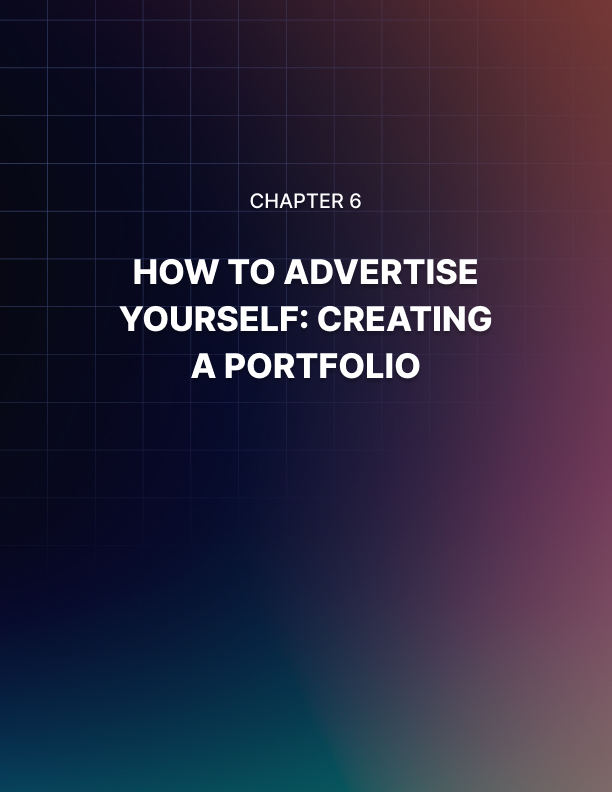 CHAPTER 6
HOW TO ADVERTISE
YOURSELF: CREATING
A PORTFOLIO